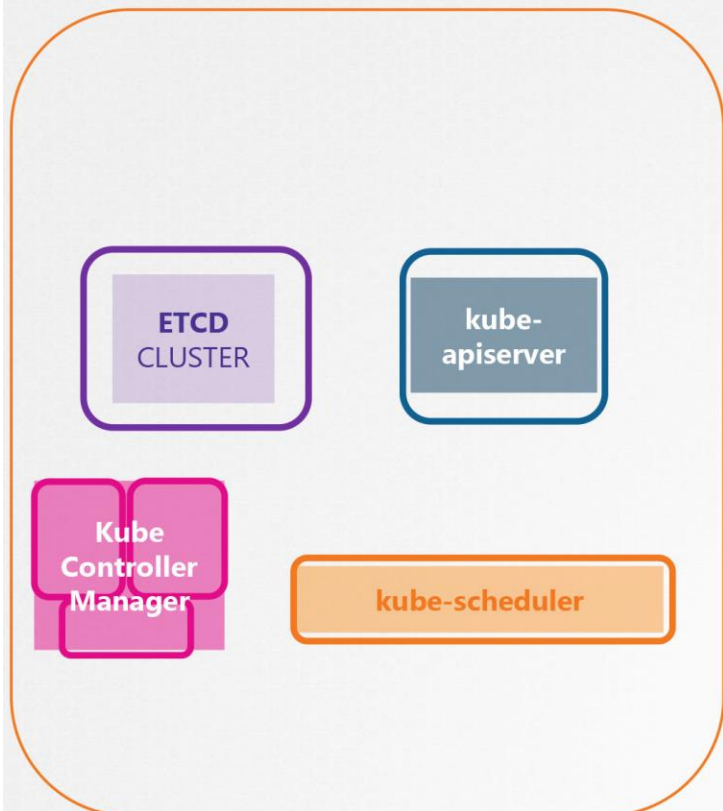 ETCD
CLUSTER
kube-
apiserver
Kube
Controller
Manager
kube-scheduler